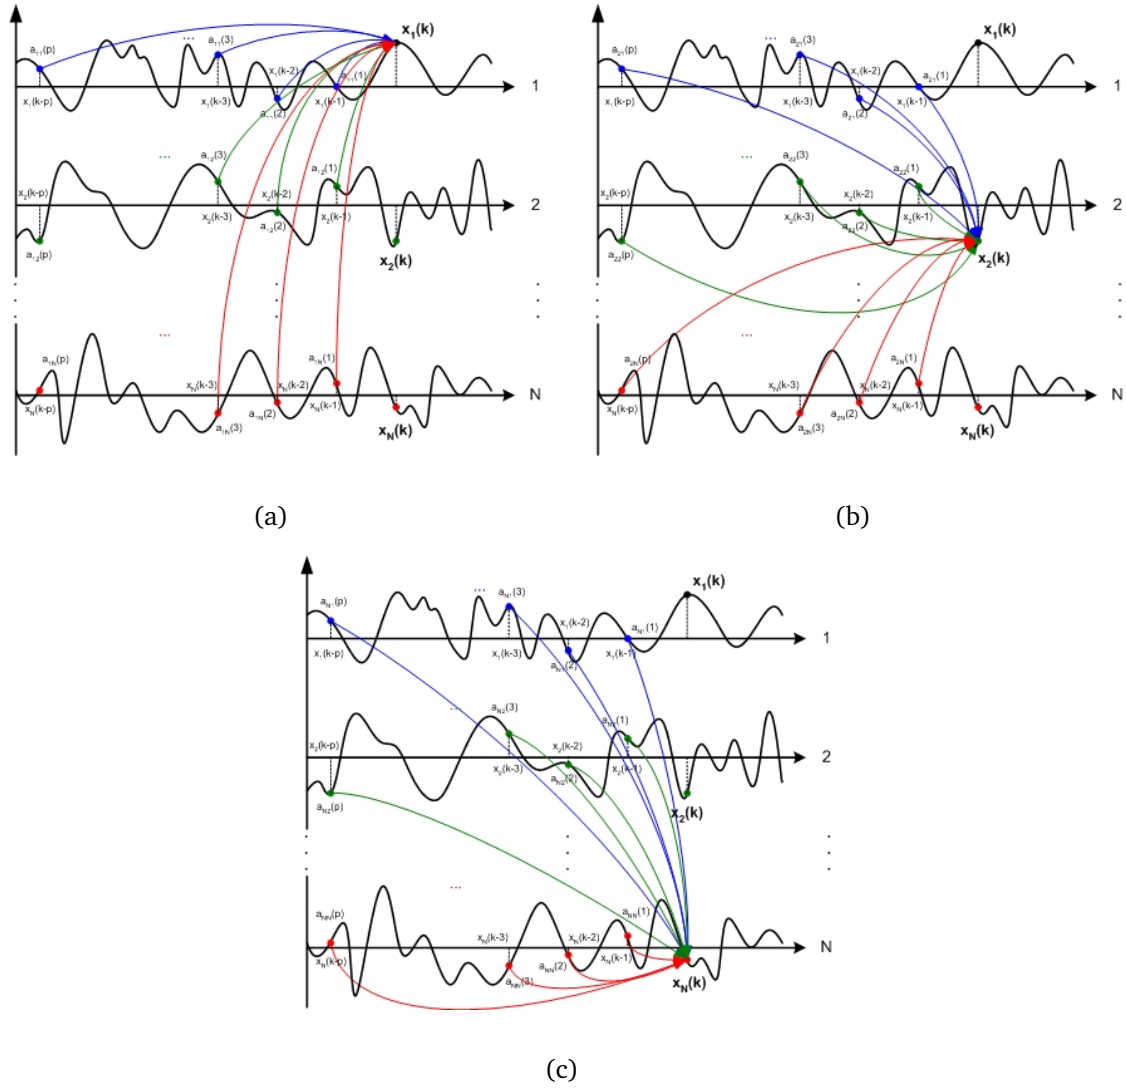 x₁(k)
...
a₁₁(3)
a₁₁(p)
x₁(k-2)
a₁₁(1)
1
x₁(k-p)
x₁(k-3)
x₁(k-1)
a₁₁(2)
...
a₁₂(3)
a₁₂(1)
x₂(k-p)
x₂(k-2)
2
x₂(k-3)
x₂(k-1)
a₁₂(2)
a₁₂(p)
x₂(k)
...
a₁ₙ(p)
a₁ₙ(1)
xₙ(k-3)
xₙ(k-2)
N
xₙ(k-p)
xₙ(k-1)
a₁ₙ(2)
a₁ₙ(3)
xₙ(k)
(a)
x₁(k)
...
a₂₁(3)
a₂₁(p)
x₁(k-2)
a₂₁(1)
1
x₁(k-p)
x₁(k-3)
x₁(k-1)
a₂₁(2)
...
a₂₂(3)
a₂₂(1)
x₂(k-p)
x₂(k-2)
2
x₂(k-3)
x₂(k-1)
a₂₂(2)
a₂₂(p)
x₂(k)
...
a₂ₙ(p)
a₂ₙ(1)
xₙ(k-3)
xₙ(k-2)
N
xₙ(k-p)
xₙ(k-1)
a₂ₙ(2)
a₂ₙ(3)
xₙ(k)
(b)
x₁(k)
...
aₙ₁(3)
aₙ₁(p)
x₁(k-2)
aₙ₁(1)
1
x₁(k-p)
x₁(k-3)
x₁(k-1)
aₙ₁(2)
...
aₙ₂(3)
aₙ₂(1)
x₂(k-p)
x₂(k-2)
2
x₂(k-3)
x₂(k-1)
aₙ₂(2)
aₙ₂(p)
x₂(k)
...
aₙₙ(p)
aₙₙ(1)
xₙ(k-3)
xₙ(k-2)
N
xₙ(k-p)
xₙ(k-1)
aₙₙ(2)
aₙₙ(3)
xₙ(k)
(c)